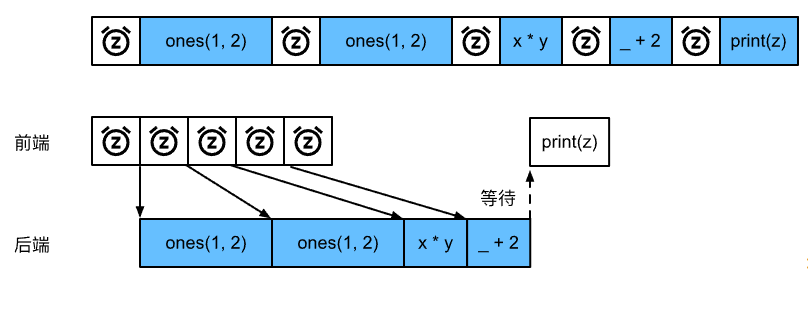 z ones(1, 2) z ones(1, 2) z x * y z _ + 2 z print(z)
前端 z z z z z print(z)
等待
后端 ones(1, 2) ones(1, 2) x * y _ + 2